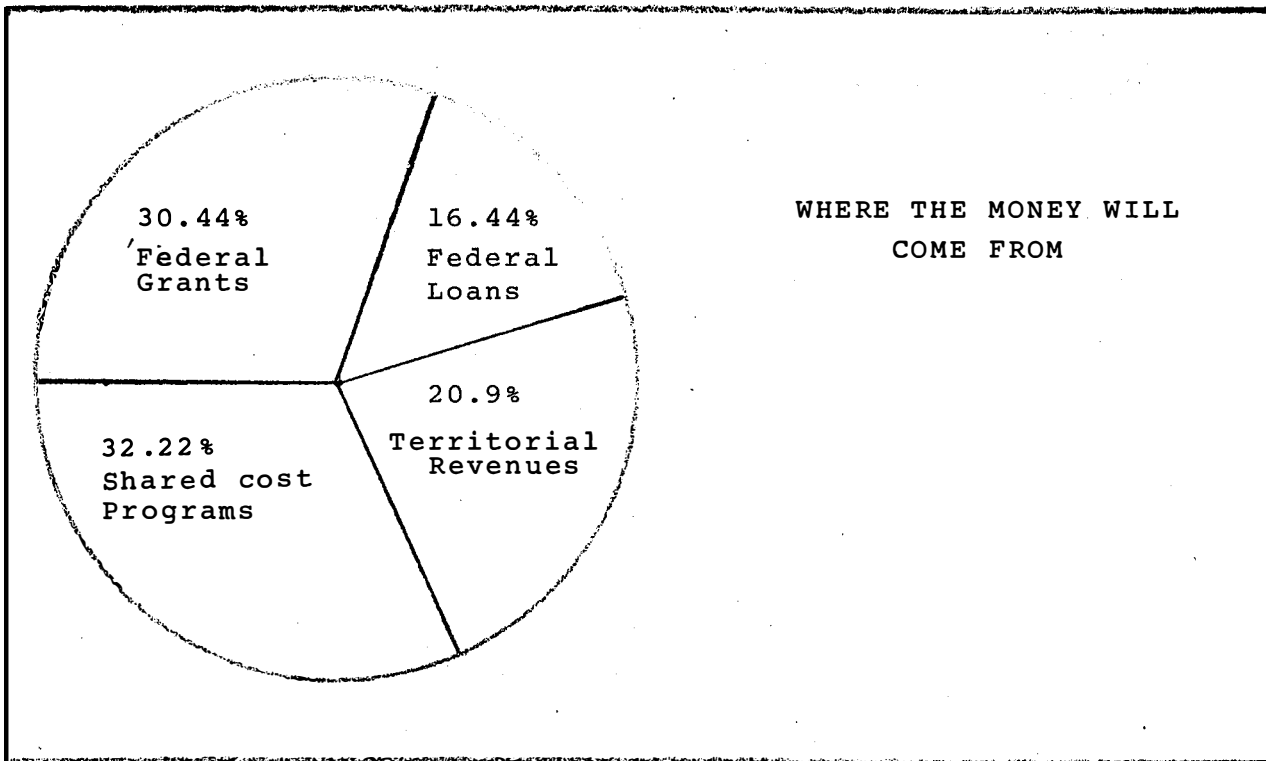 30.44%
Federal
Grants
16.44%
Federal
Loans
20.9%
Territorial
Revenues
32.22%
Shared cost
Programs
WHERE THE MONEY WILL
COME FROM